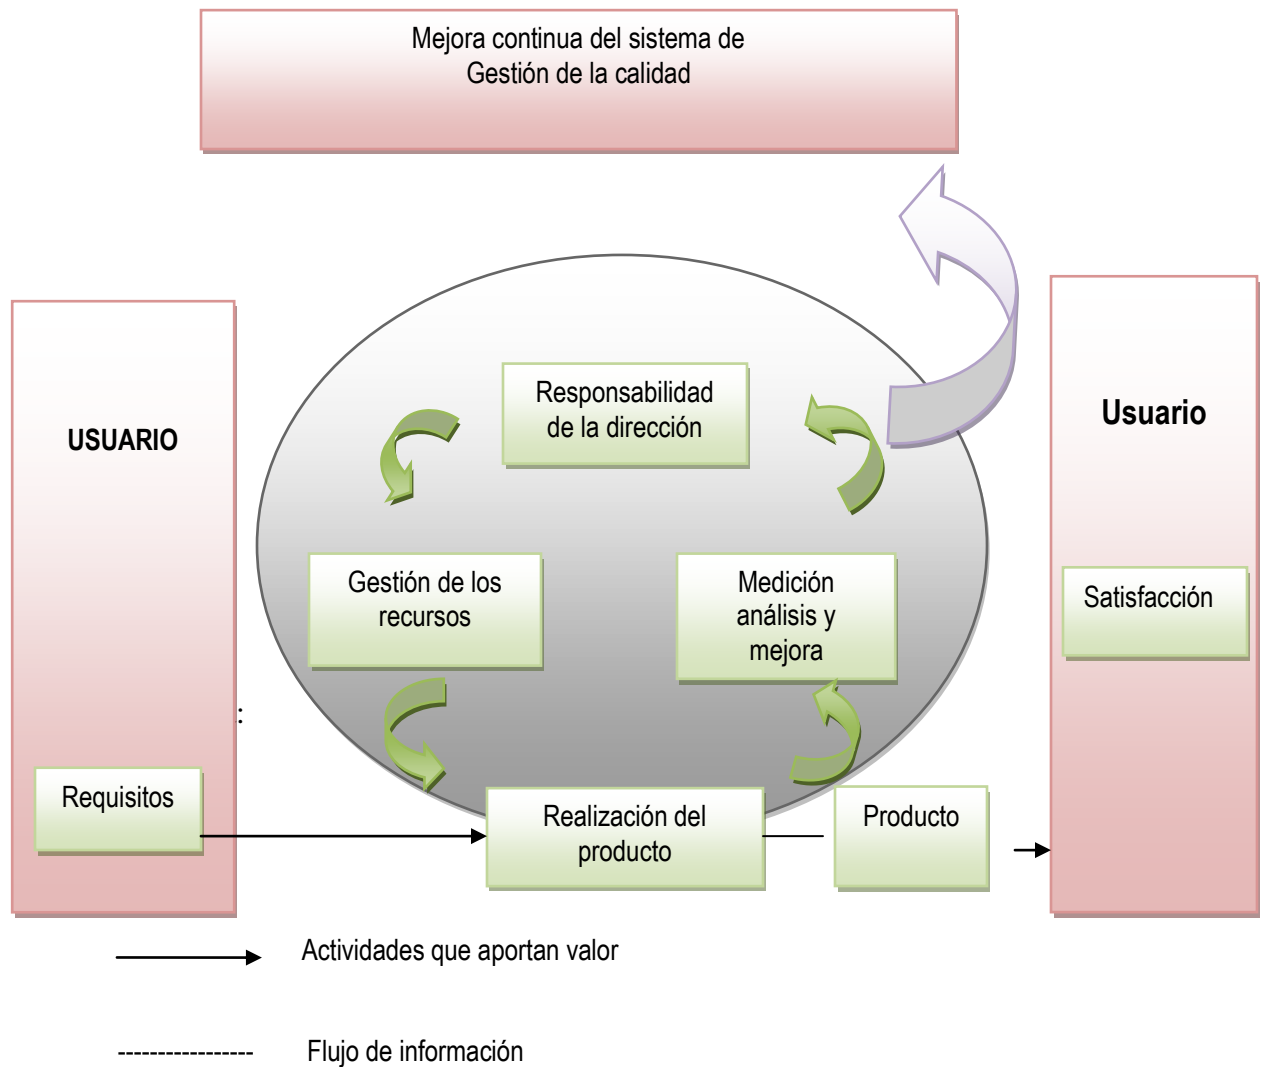 Mejora continua del sistema de
Gestión de la calidad
Responsabilidad
de la dirección
USUARIO
Usuario
Gestión de los
recursos
Medición
análisis y
mejora
Satisfacción
:
Requisitos
Realización del
producto
Producto
Actividades que aportan valor
Flujo de información